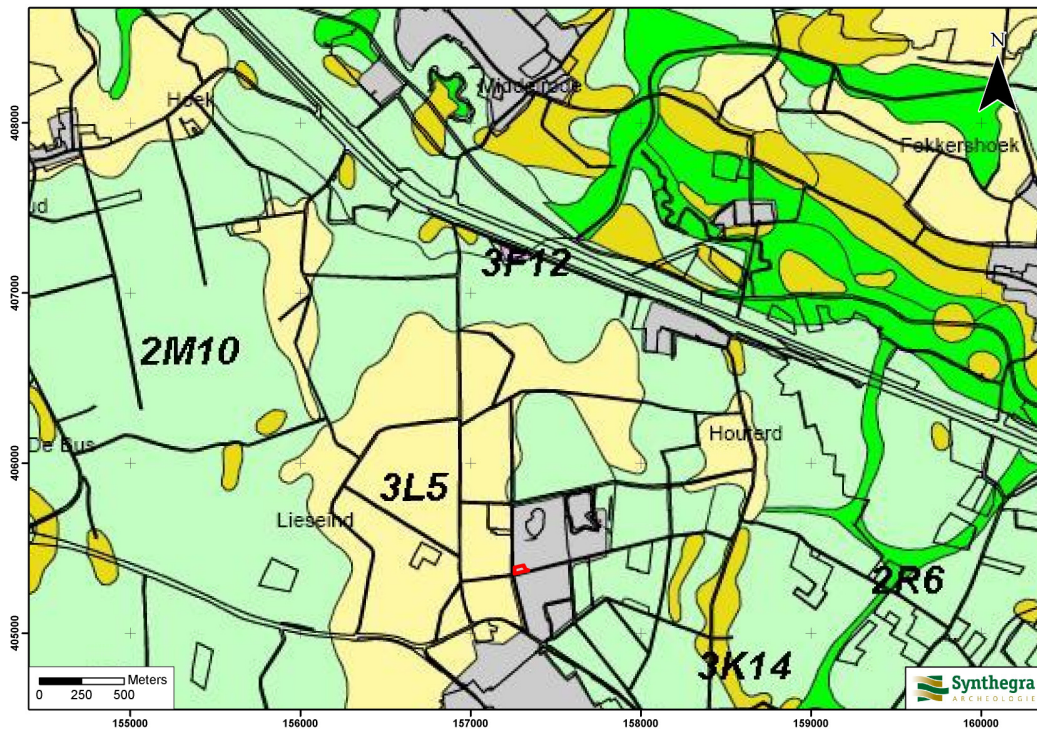 N
Hoek
Middelrode
Fokkershoek
3F12
2M10
De Bus
Houterd
3L5
Lieseind
2R6
3K14
Meters
0 250 500
Synthegra
ARCHEOLOGIE
408000
407000
406000
405000
155000 156000 157000 158000 159000 160000